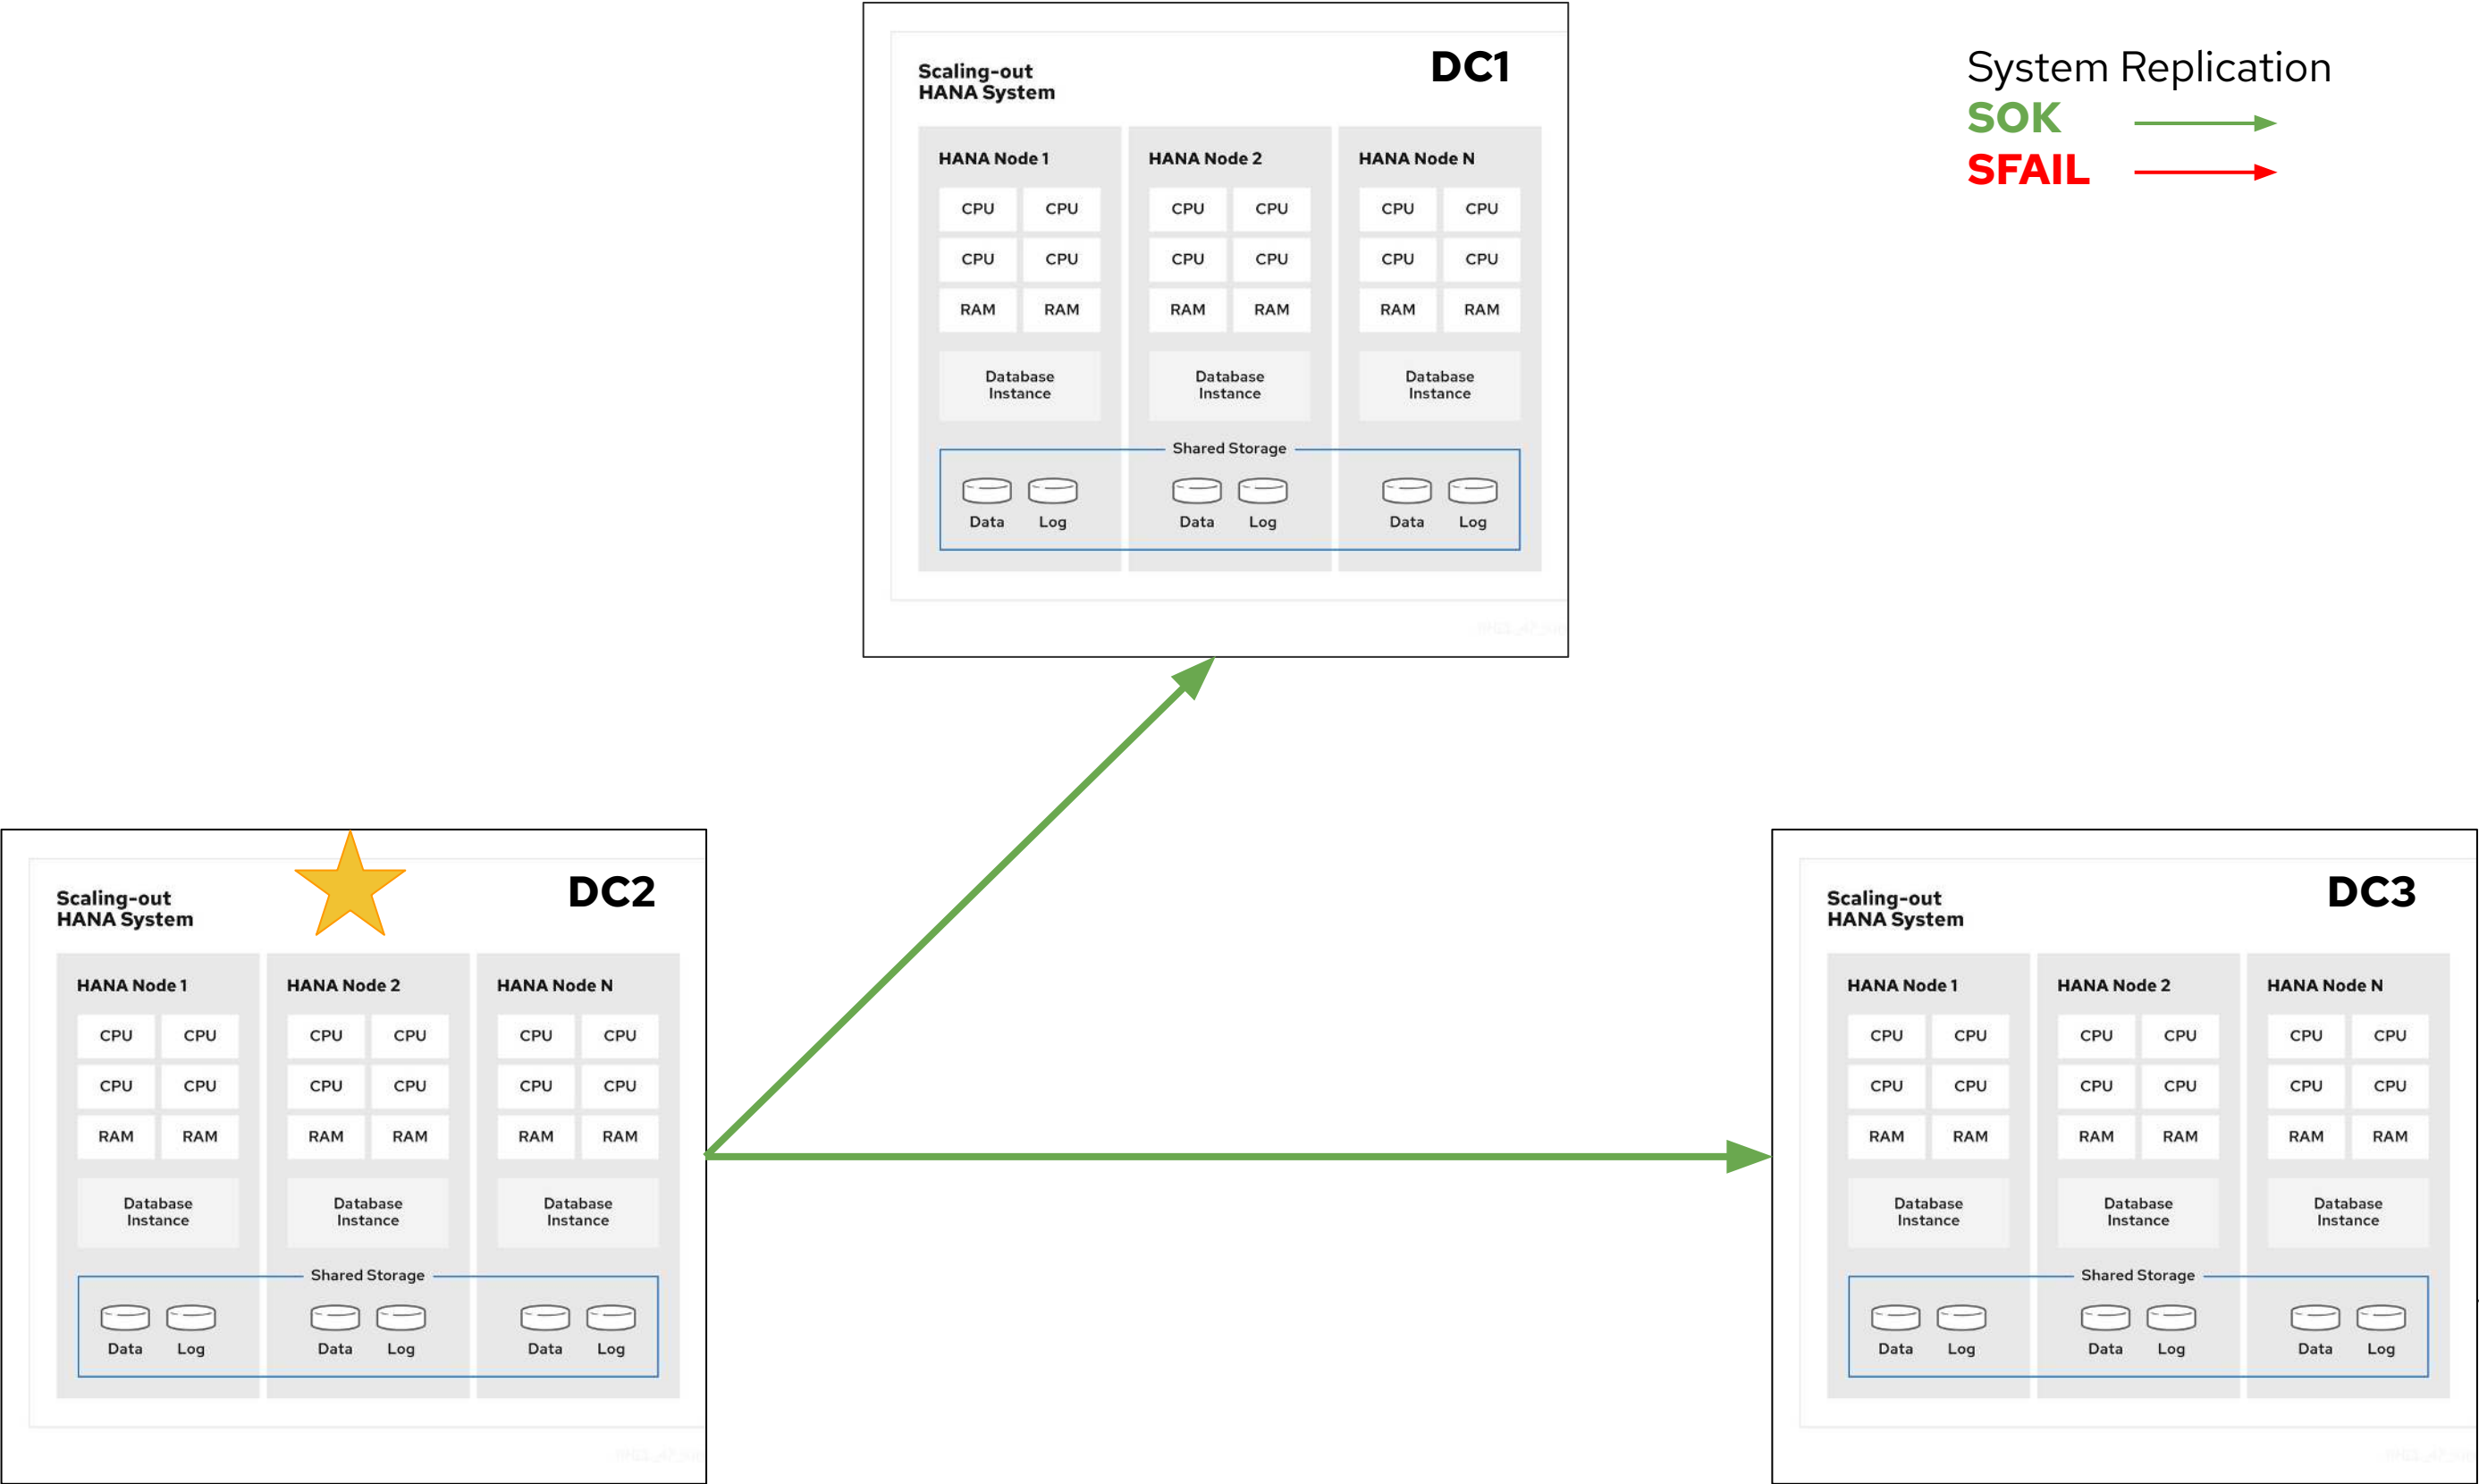 DC1
Scaling-out
HANA System
HANA Node 1
HANA Node 2
HANA Node N
CPU CPU CPU CPU CPU CPU
CPU CPU CPU CPU CPU CPU
RAM RAM RAM RAM RAM RAM
Database
Instance
Database
Instance
Database
Instance
Shared Storage
Data Log Data Log Data Log
System Replication
SOK
SFAIL
DC2
Scaling-out
HANA System
HANA Node 1
HANA Node 2
HANA Node N
CPU CPU CPU CPU CPU CPU
CPU CPU CPU CPU CPU CPU
RAM RAM RAM RAM RAM RAM
Database
Instance
Database
Instance
Database
Instance
Shared Storage
Data Log Data Log Data Log
DC3
Scaling-out
HANA System
HANA Node 1
HANA Node 2
HANA Node N
CPU CPU CPU CPU CPU CPU
CPU CPU CPU CPU CPU CPU
RAM RAM RAM RAM RAM RAM
Database
Instance
Database
Instance
Database
Instance
Shared Storage
Data Log Data Log Data Log